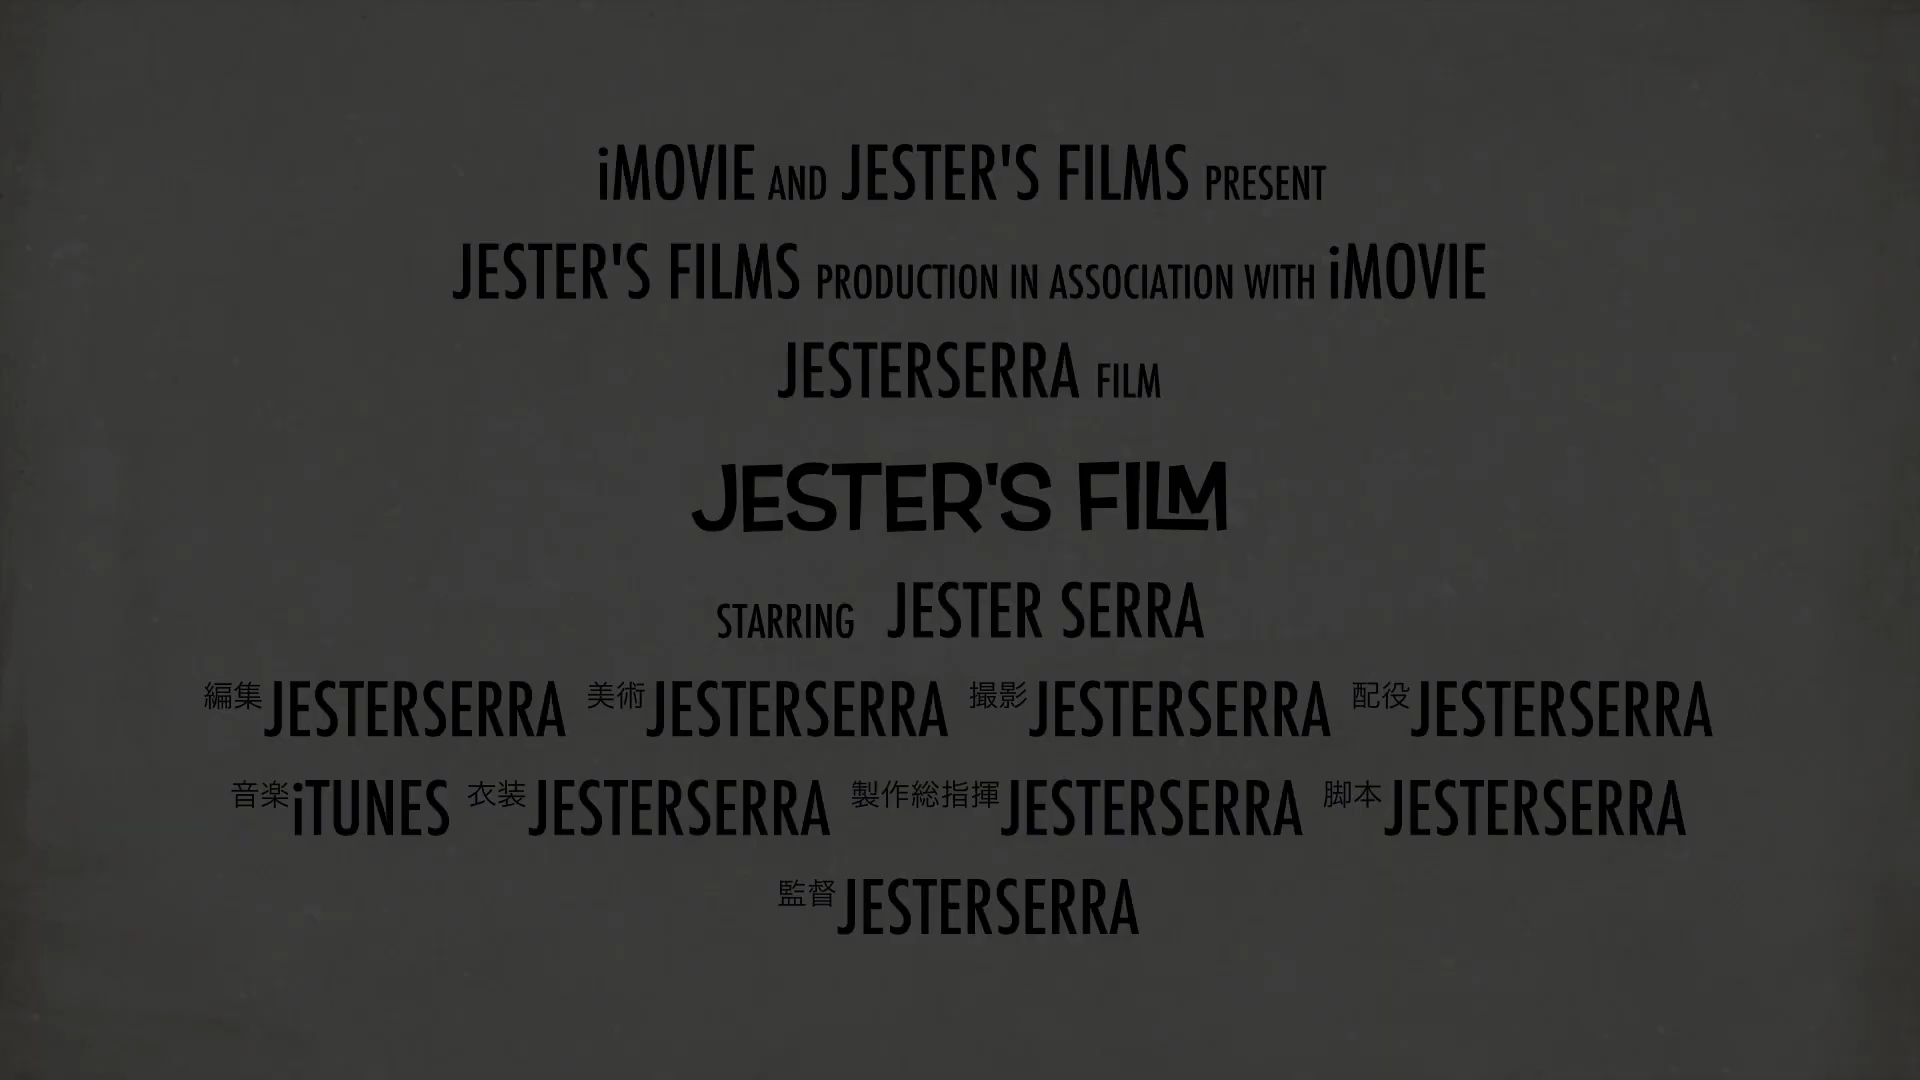 iMOVIE AND JESTER'S FILMS PRESENT
JESTER'S FILMS PRODUCTION IN ASSOCIATION WITH iMOVIE
JESTERSERRA FILM
JESTER'S FILM
STARRING JESTER SERRA
編集JESTERSERRA 美術JESTERSERRA 撮影JESTERSERRA 配役JESTERSERRA
音楽iTUNES 衣装JESTERSERRA 製作総指揮JESTERSERRA 脚本JESTERSERRA
監督JESTERSERRA